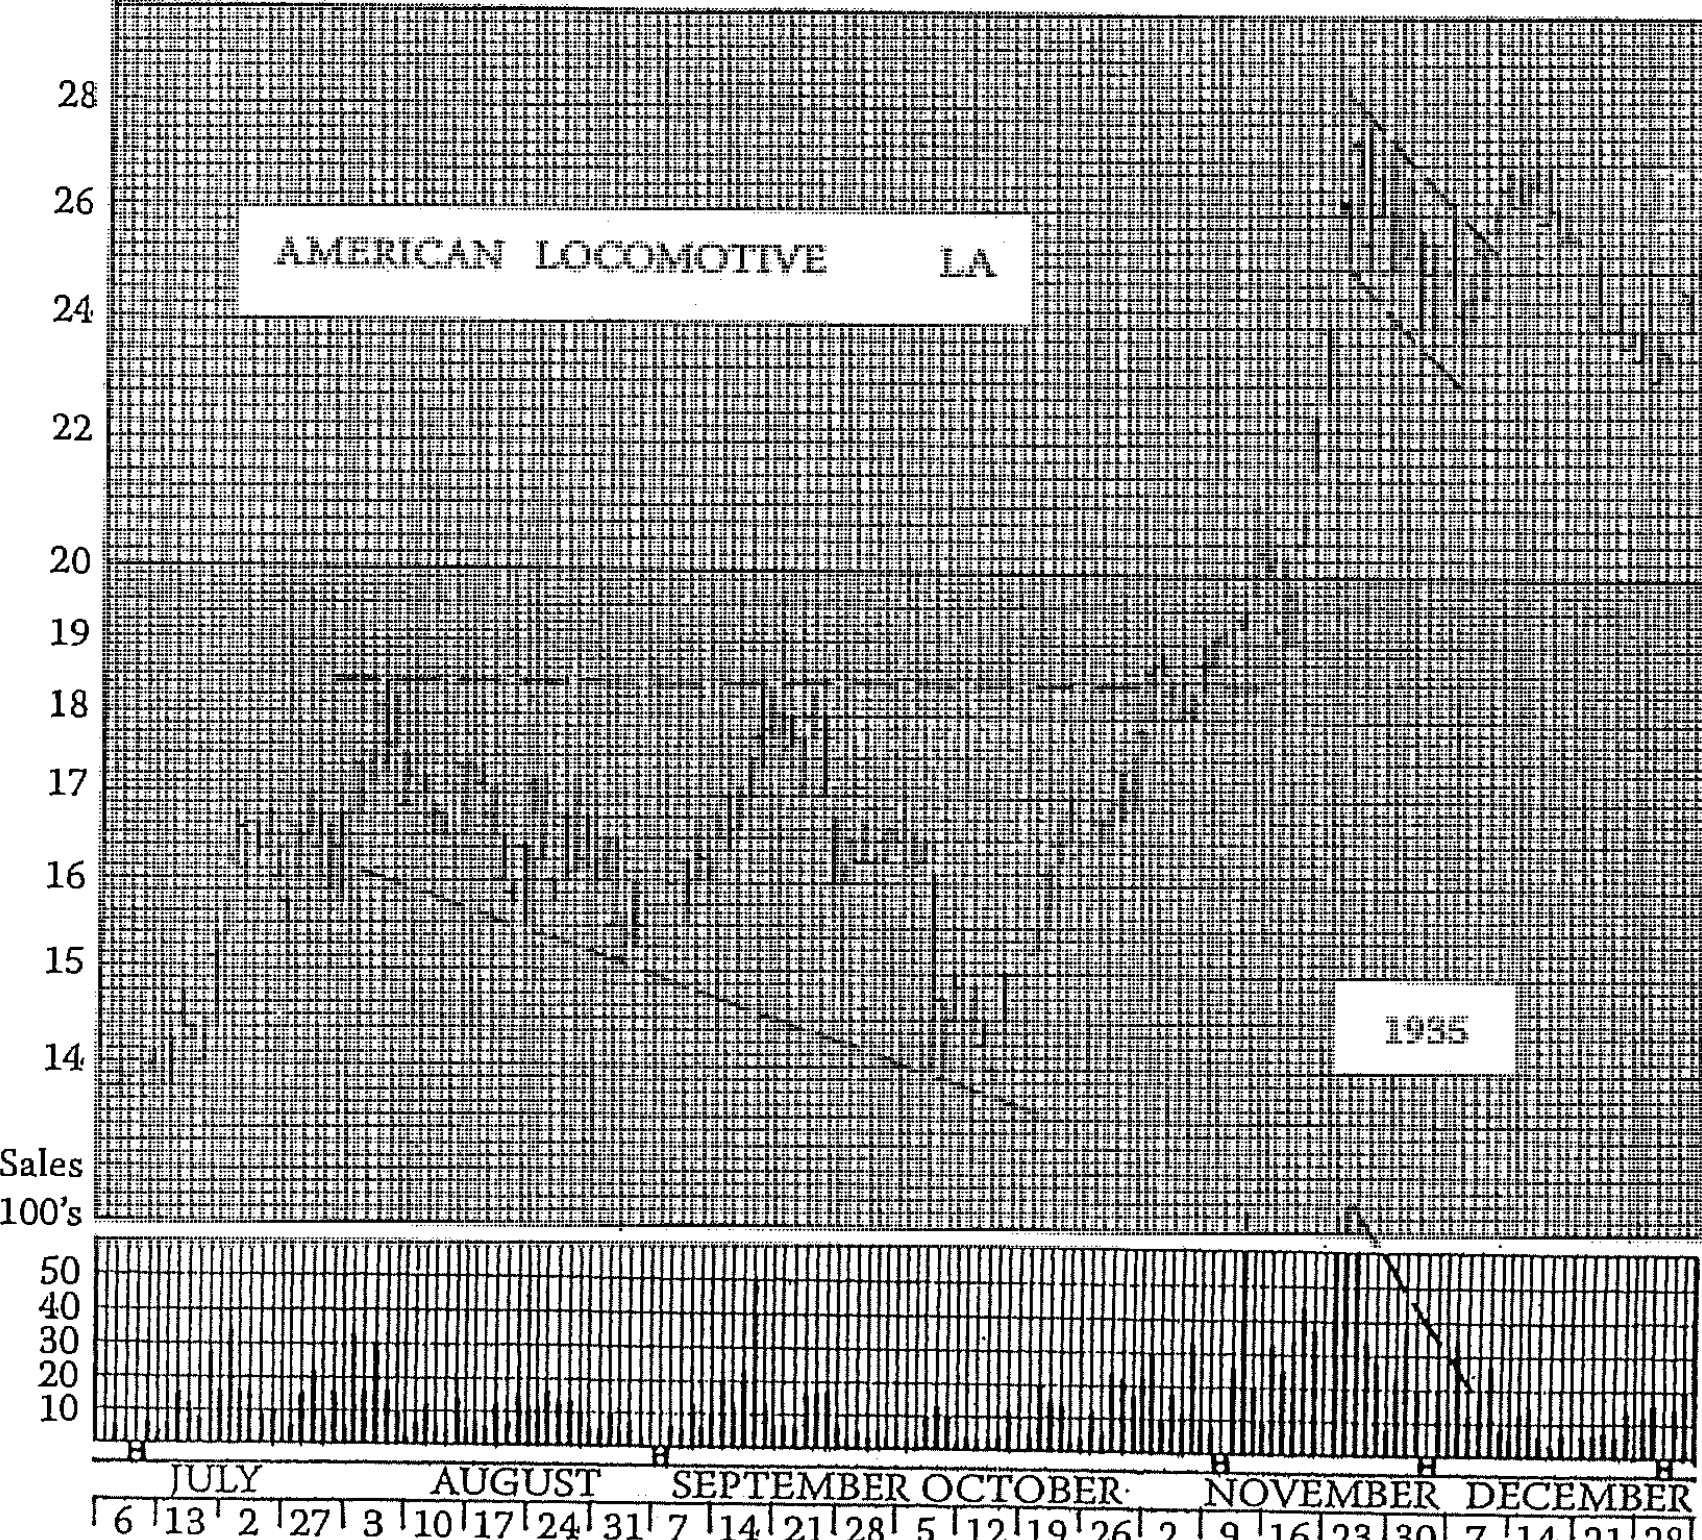 28
26
AMERICAN LOCOMOTIVE LA
24
22
20
19
18
17
16
15
1935
14
Sales
100's
50
40
30
20
10
H H H H H
JULY AUGUST SEPTEMBER OCTOBER NOVEMBER DECEMBER
6 13 2 27 3 10 17 24 31 7 14 21 28 5 12 19 26 2 9 16 23 30 7 14 21 28